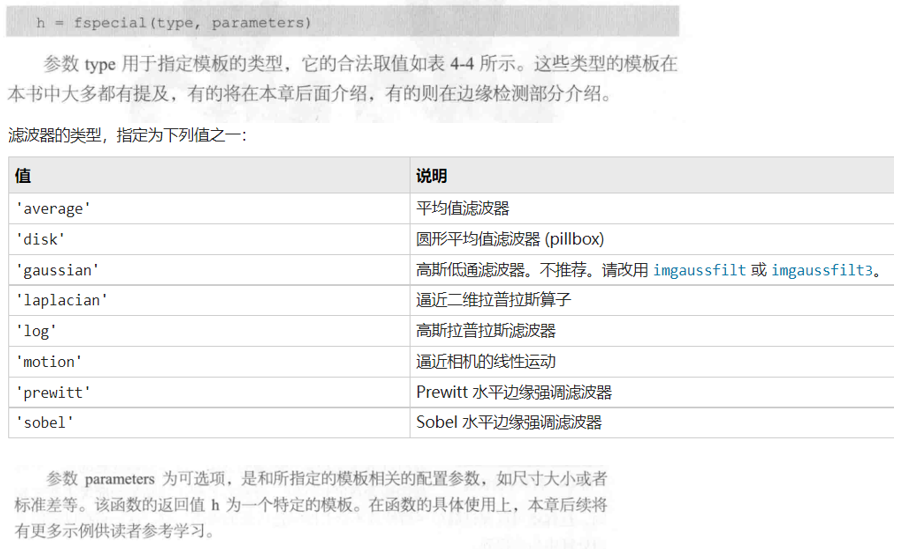 h = fspecial(type, parameters)
参数 type 用于指定模板的类型，它的合法取值如表 4-4 所示。这些类型的模板在
本书中大多都有提及，有的将在本章后面介绍，有的则在边缘检测部分介绍。
滤波器的类型，指定为下列值之一：
值 说明
'average' 平均值滤波器
'disk' 圆形平均值滤波器 (pillbox)
'gaussian' 高斯低通滤波器。不推荐。请改用 imgaussfilt 或 imgaussfilt3。
'laplacian' 逼近二维拉普拉斯算子
'log' 高斯拉普拉斯滤波器
'motion' 逼近相机的线性运动
'prewitt' Prewitt 水平边缘强调滤波器
'sobel' Sobel 水平边缘强调滤波器
参数 parameters 为可选项，是和所指定的模板相关的配置参数，如尺寸大小或者
标准差等。该函数的返回值 h 为一个特定的模板。在函数的具体使用上，本章后续将
有更多示例供读者参考学习。